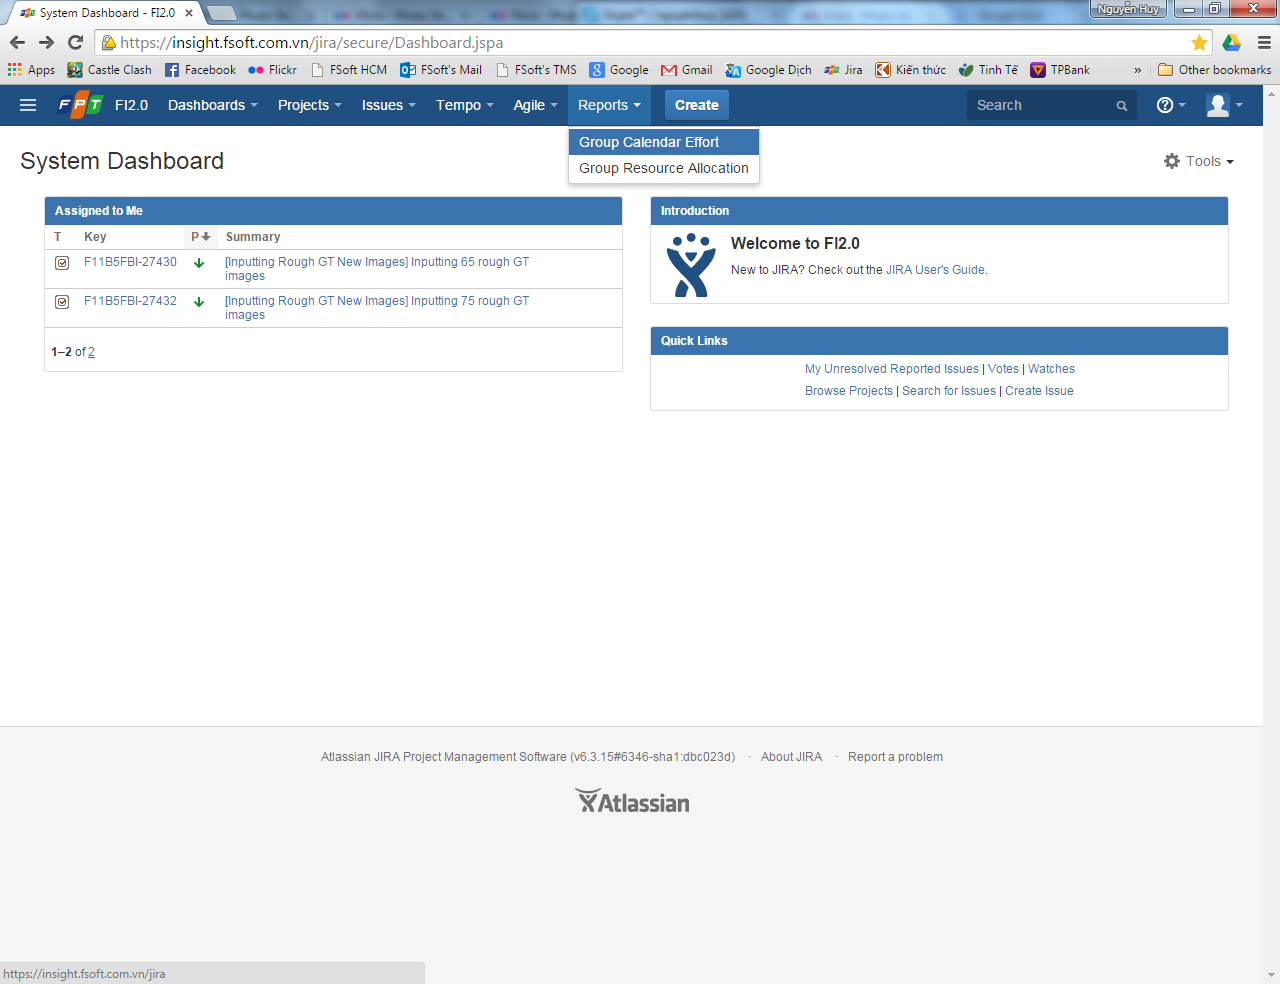 System Dashboard - FI2.0
Nguyễn Huy
https://insight.fsoft.com.vn/jira/secure/Dashboard.jspa
Apps Castle Clash Facebook Flickr FSoft HCM FSoft's Mail FSoft's TMS Google Gmail Google Dịch Jira Kiến thức Tinh Tế TPBank » Other bookmarks
FPT FI2.0 Dashboards Projects Issues Tempo Agile Reports Create Search
Group Calendar Effort
Group Resource Allocation
System Dashboard
Tools
Assigned to Me
T Key P Summary
F11B5FBI-27430 [Inputting Rough GT New Images] Inputting 65 rough GT
images
F11B5FBI-27432 [Inputting Rough GT New Images] Inputting 75 rough GT
images
1–2 of 2
Introduction
Welcome to FI2.0
New to JIRA? Check out the JIRA User's Guide.
Quick Links
My Unresolved Reported Issues | Votes | Watches
Browse Projects | Search for Issues | Create Issue
Atlassian JIRA Project Management Software (v6.3.15#6346-sha1:dbc023d) · About JIRA · Report a problem
Atlassian
https://insight.fsoft.com.vn/jira